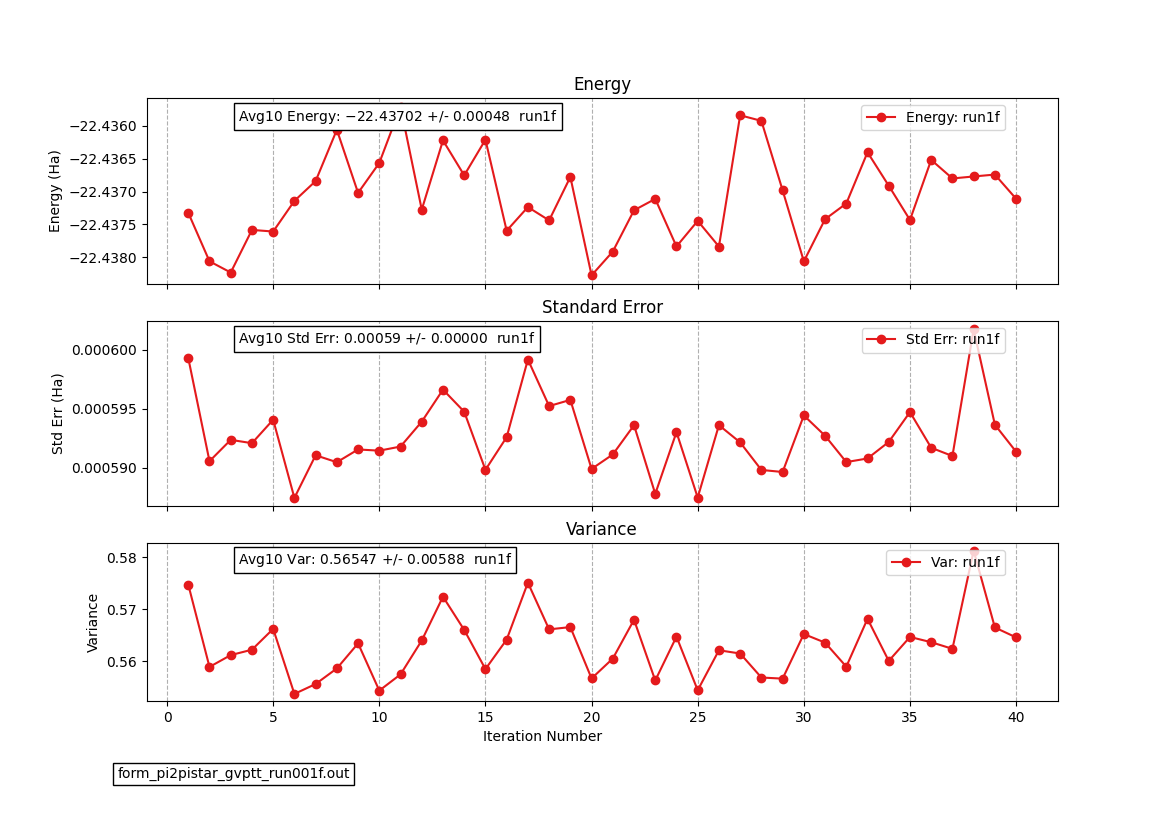 Energy
Avg10 Energy: −22.43702 +/- 0.00048  run1f
Energy: run1f
Energy (Ha)
−22.4360
−22.4365
−22.4370
−22.4375
−22.4380
Standard Error
Avg10 Std Err: 0.00059 +/- 0.00000  run1f
Std Err: run1f
Std Err (Ha)
0.000600
0.000595
0.000590
Variance
Avg10 Var: 0.56547 +/- 0.00588  run1f
Var: run1f
Variance
0.58
0.57
0.56
0 5 10 15 20 25 30 35 40
Iteration Number
form_pi2pistar_gvptt_run001f.out